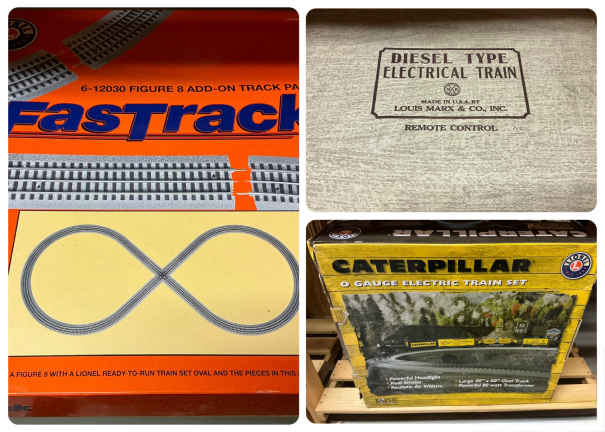 6-12030 FIGURE 8 ADD-ON TRACK PA
FasTrack
A FIGURE 8 WITH A LIONEL READY-TO-RUN TRAIN SET OVAL AND THE PIECES IN THIS
DIESEL TYPE
ELECTRICAL TRAIN
MADE IN U.S.A. BY
LOUIS MARX & CO., INC.
REMOTE CONTROL
CATERPILLAR
LIONEL
O GAUGE ELECTRIC TRAIN SET
• Powerful Headlight